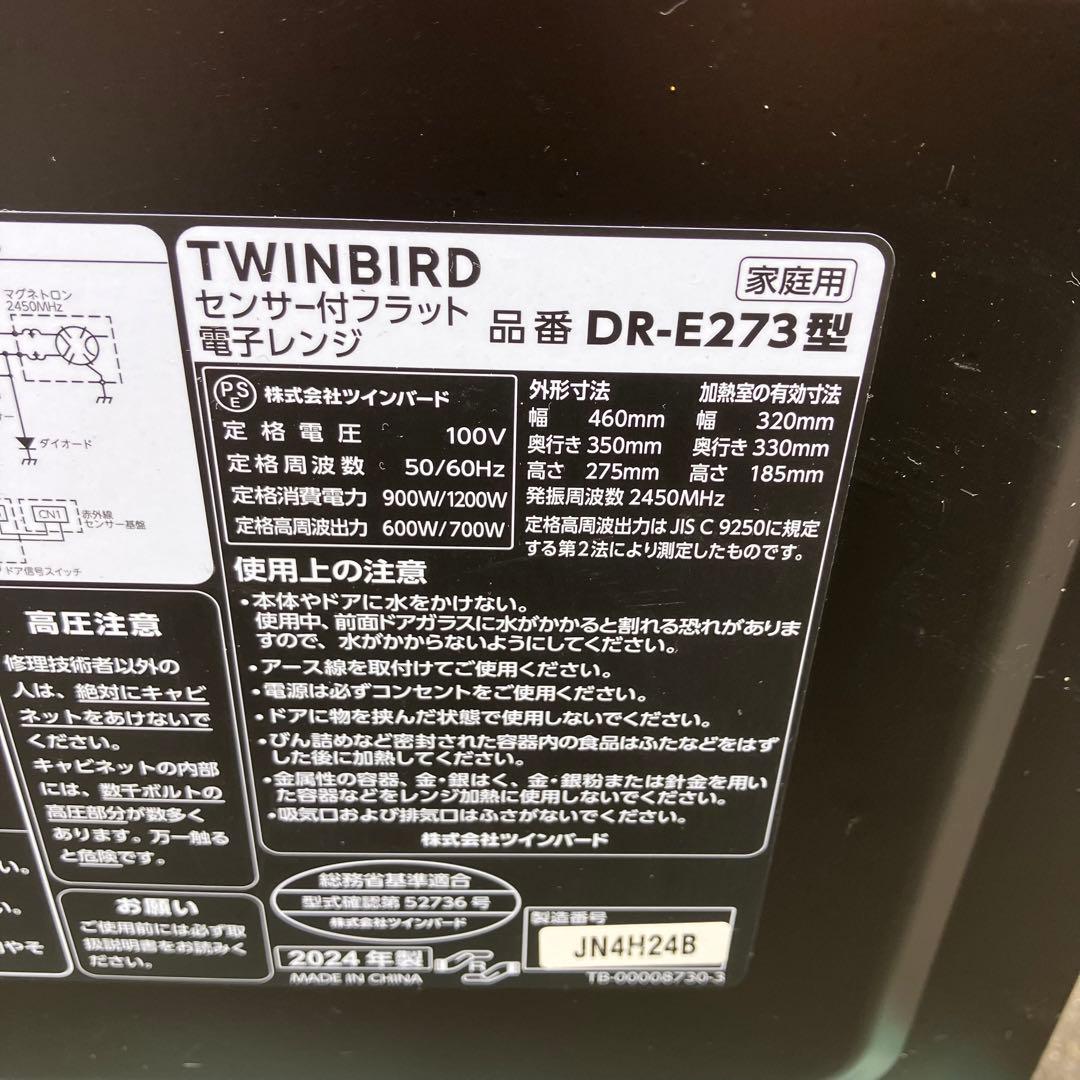 マグネトロン
2450MHz
ダイオード
CN1
赤外線
センサー基盤
ドア信号スイッチ
高圧注意
修理技術者以外の
人は、絶対にキャビ
ネットをあけないで
ください。
キャビネットの内部
には、数千ボルトの
高圧部分が数多く
あります。万一触る
と危険です。
お願い
ご使用前には必ず取
扱説明書をお読みく
ださい。
TWINBIRD
センサー付フラット
電子レンジ
家庭用
品番 DR-E273型
PSE 株式会社ツインバード
定格電圧 100V
定格周波数 50/60Hz
定格消費電力 900W/1200W
定格高周波出力 600W/700W
外形寸法 加熱室の有効寸法
幅 460mm 幅 320mm
奥行き 350mm 奥行き 330mm
高さ 275mm 高さ 185mm
発振周波数 2450MHz
定格高周波出力はJIS C 9250に規定
する第2法により測定したものです。
使用上の注意
・本体やドアに水をかけない。
使用中、前面ドアガラスに水がかかると割れる恐れがありま
すので、水がかからないようにしてください。
・アース線を取付けてご使用ください。
・電源は必ずコンセントをご使用ください。
・ドアに物を挟んだ状態で使用しないでください。
・びん詰めなど密封された容器内の食品はふたなどをはず
した後に加熱してください。
・金属性の容器、金・銀はく、金・銀粉または針金を用い
た容器などをレンジ加熱に使用しないでください。
・吸気口および排気口はふさがないでください。
株式会社ツインバード
総務省基準適合
型式確認第 52736 号
株式会社ツインバード
2024 年製
MADE IN CHINA
R
製造番号
JN4H24B
TB-00008730-3